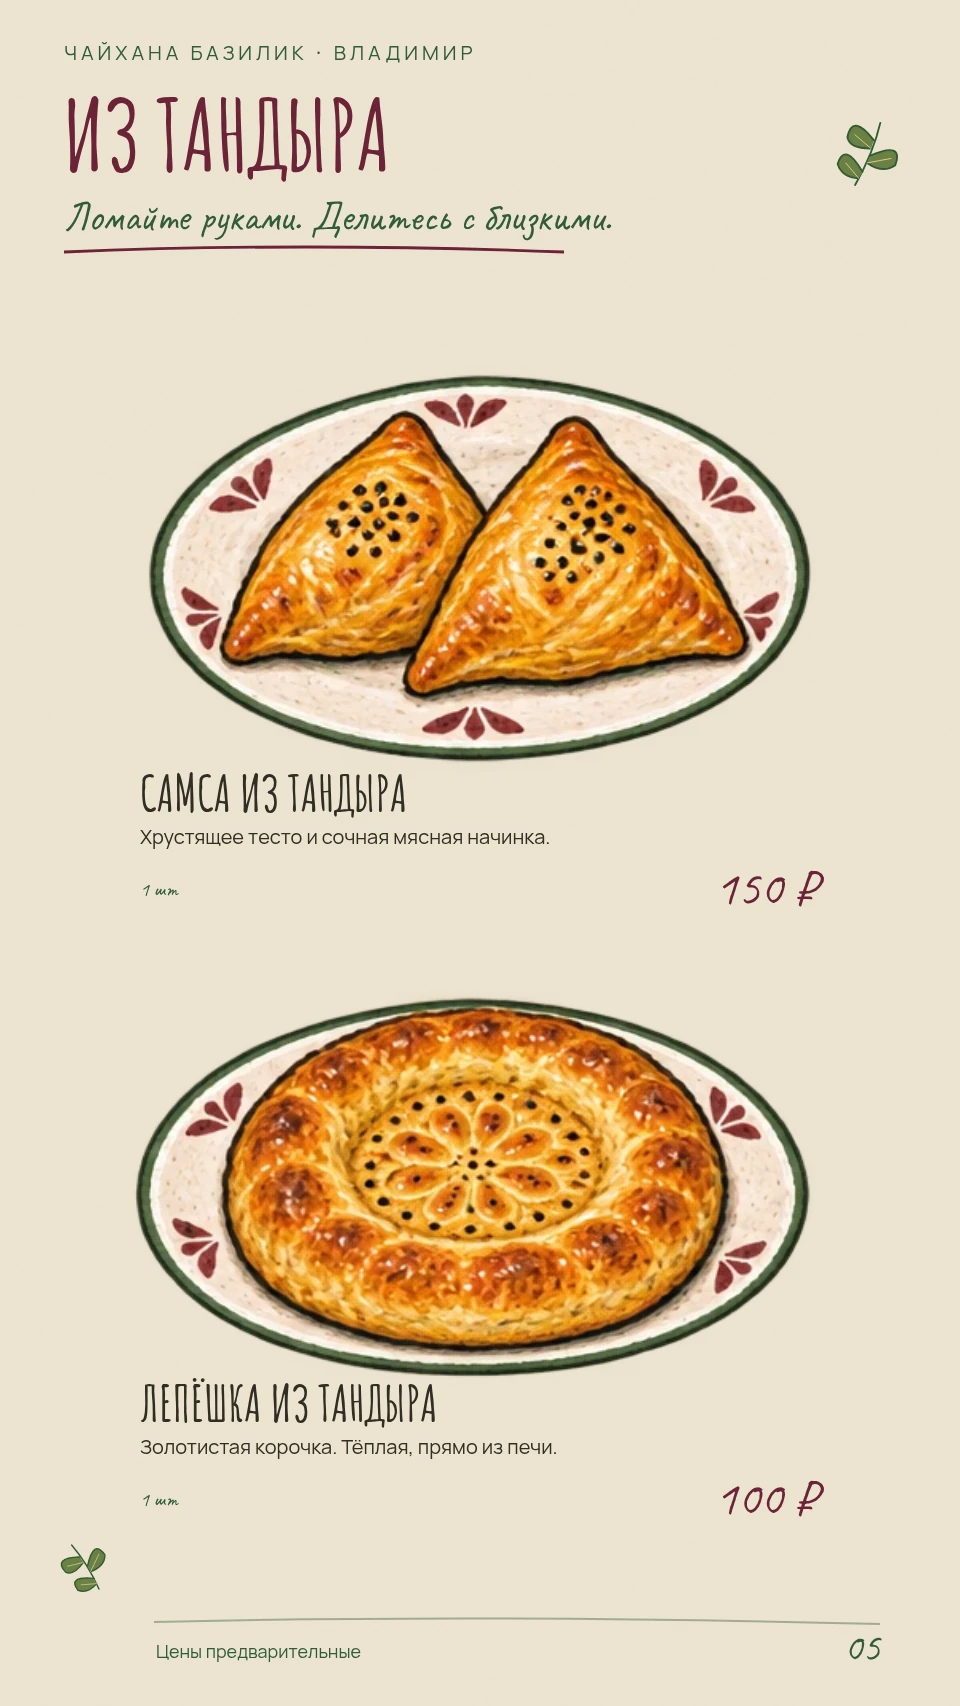 ЧАЙХАНА БАЗИЛИК · ВЛАДИМИР
ИЗ ТАНДЫРА
Ломайте руками. Делитесь с близкими.
САМСА ИЗ ТАНДЫРА
Хрустящее тесто и сочная мясная начинка.
1 шт
150 ₽
ЛЕПЁШКА ИЗ ТАНДЫРА
Золотистая корочка. Тёплая, прямо из печи.
1 шт
100 ₽
Цены предварительные
05